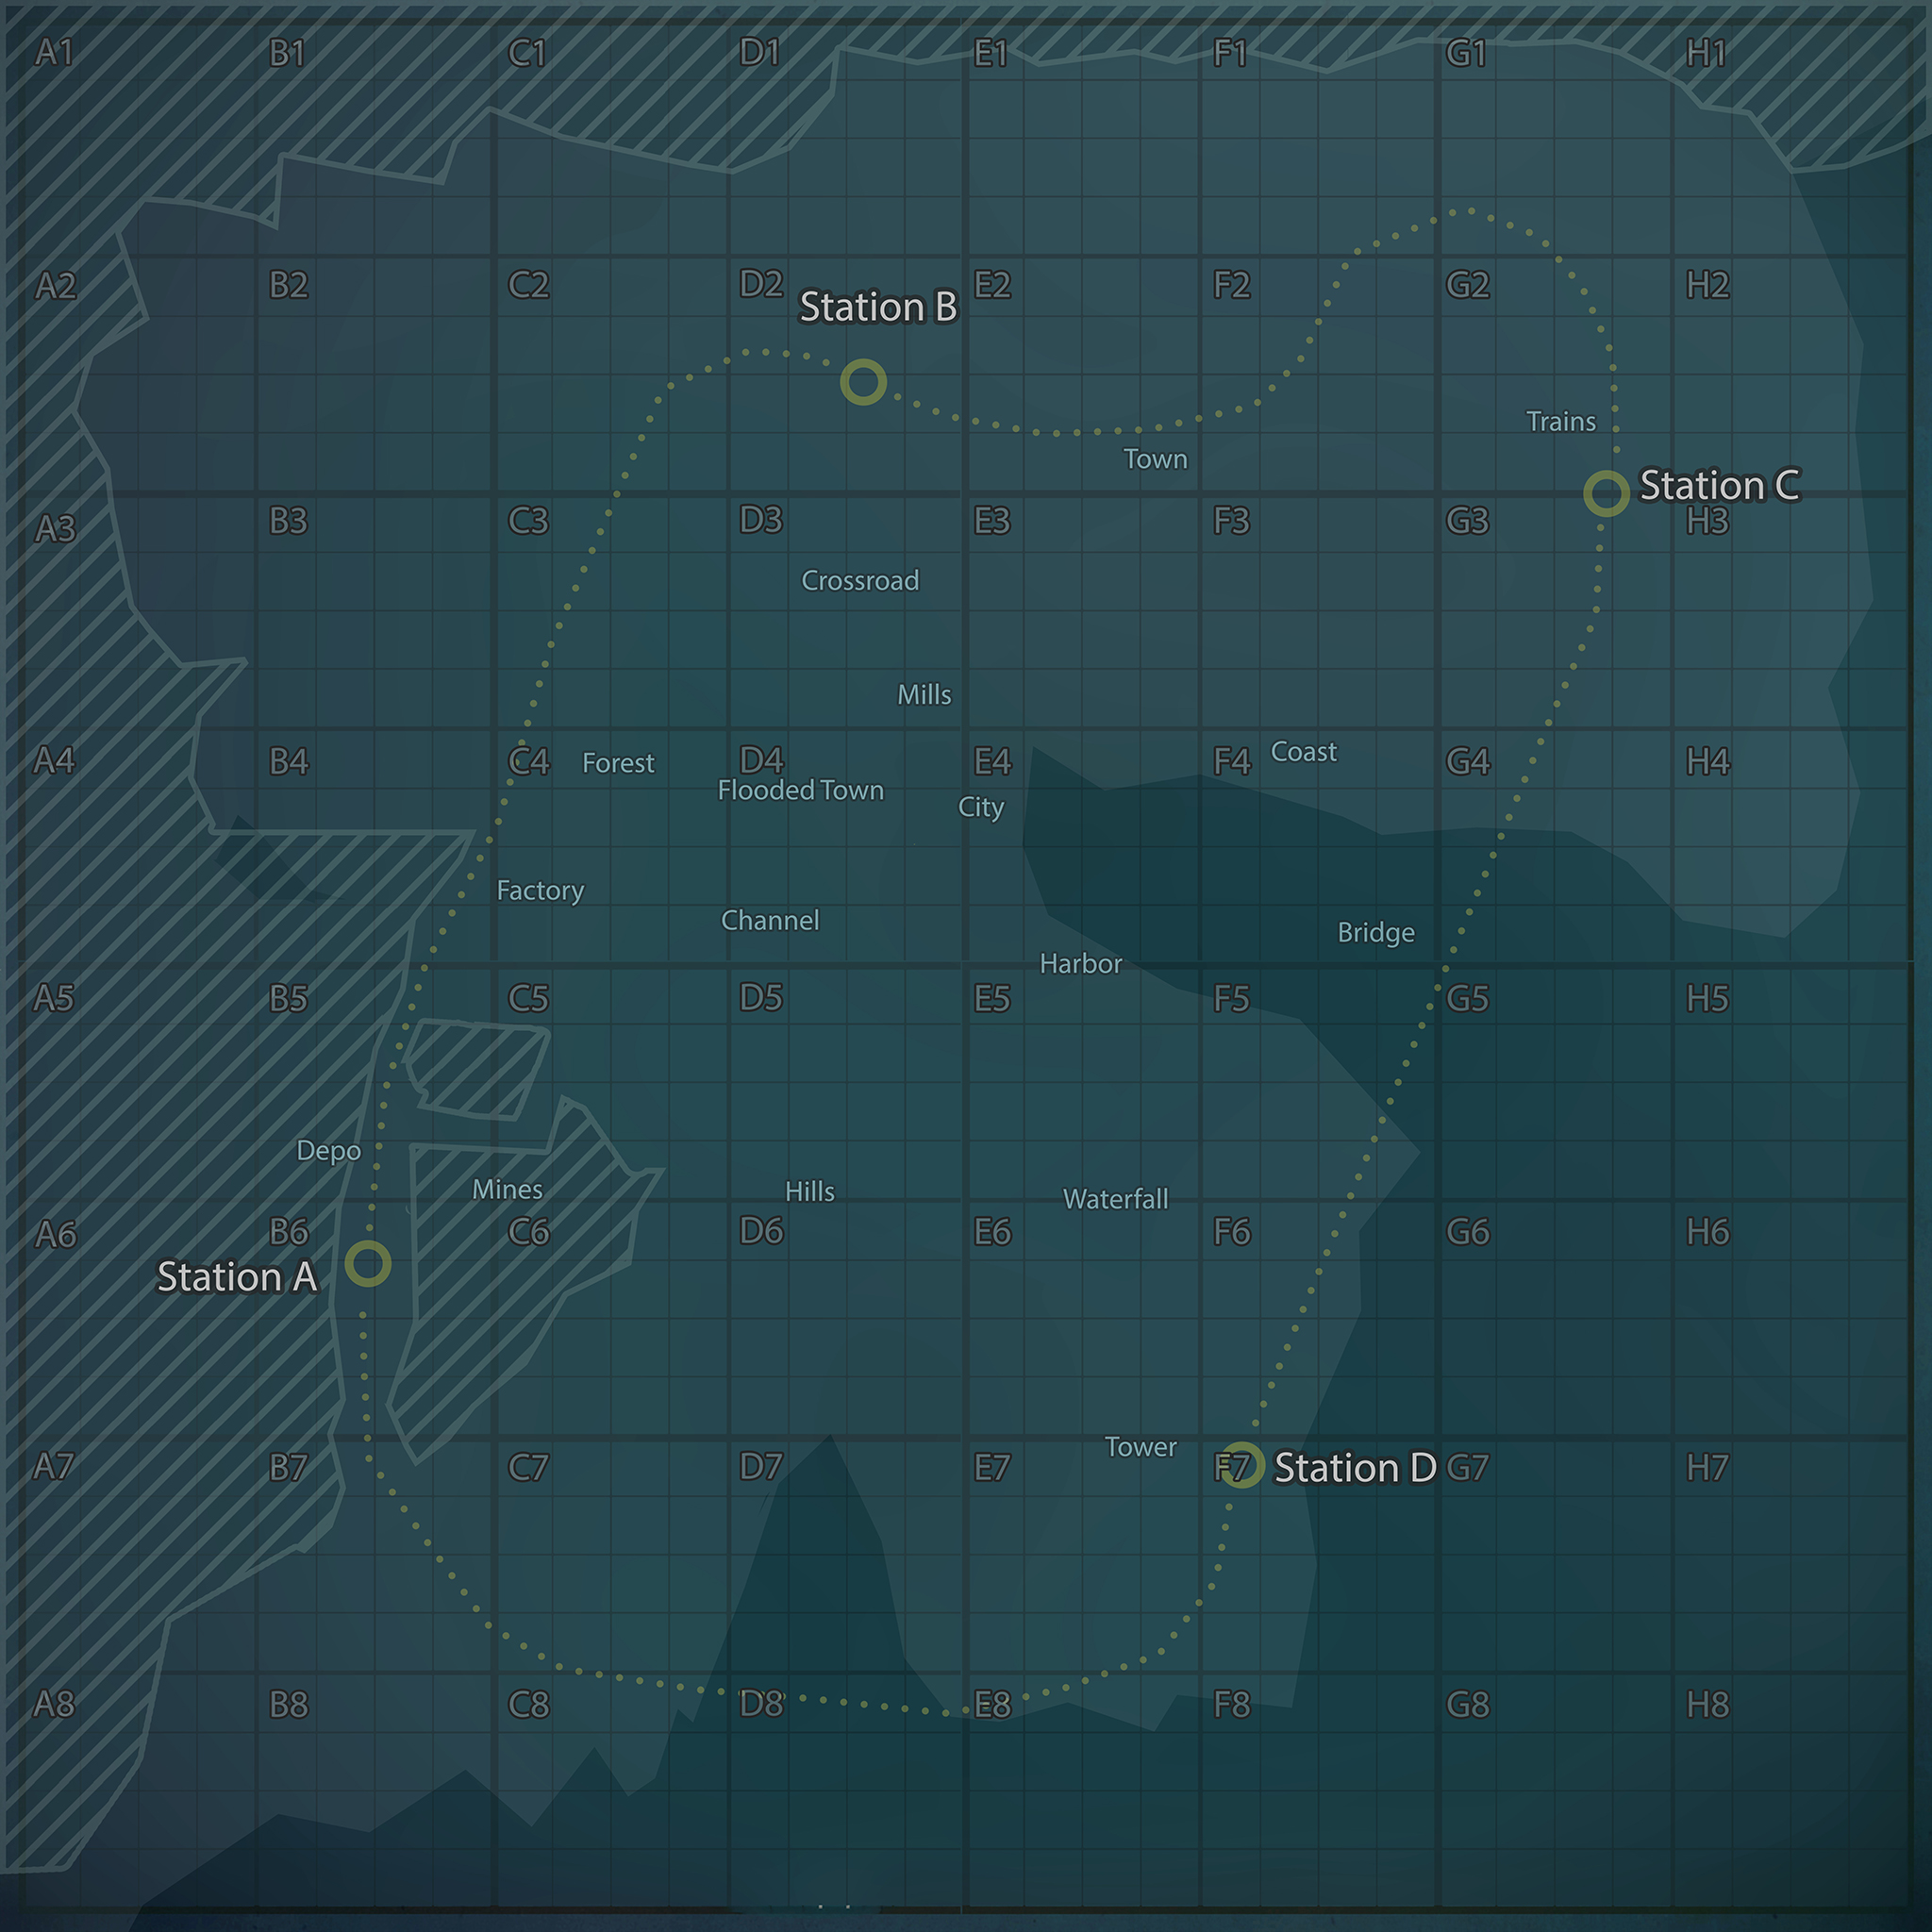 A1 B1 C1 D1 E1 F1 G1 H1
A2 B2 C2 D2 E2 F2 G2 H2
Station B
Trains
Town
Station C
A3 B3 C3 D3 E3 F3 G3 H3
Crossroad
Mills
A4 B4 C4 Forest D4 E4 F4 Coast G4 H4
Flooded Town
City
Factory
Channel
Bridge
Harbor
A5 B5 C5 D5 E5 F5 G5 H5
Depo
Mines
Hills
Waterfall
A6 B6 C6 D6 E6 F6 G6 H6
Station A
Tower
A7 B7 C7 D7 E7 F7 Station D G7 H7
A8 B8 C8 D8 E8 F8 G8 H8